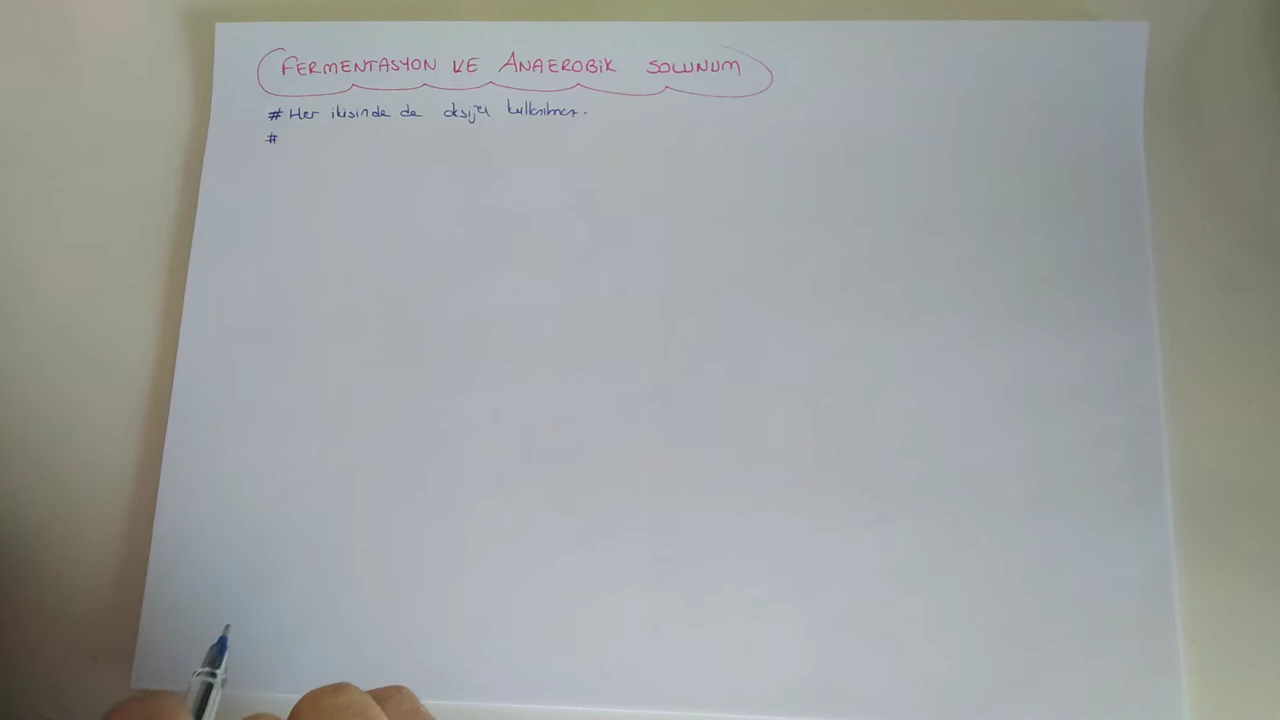 FERMENTASYON VE ANAEROBİK SOLUNUM
# Her ikisinde de oksijen kullanılmaz.
#